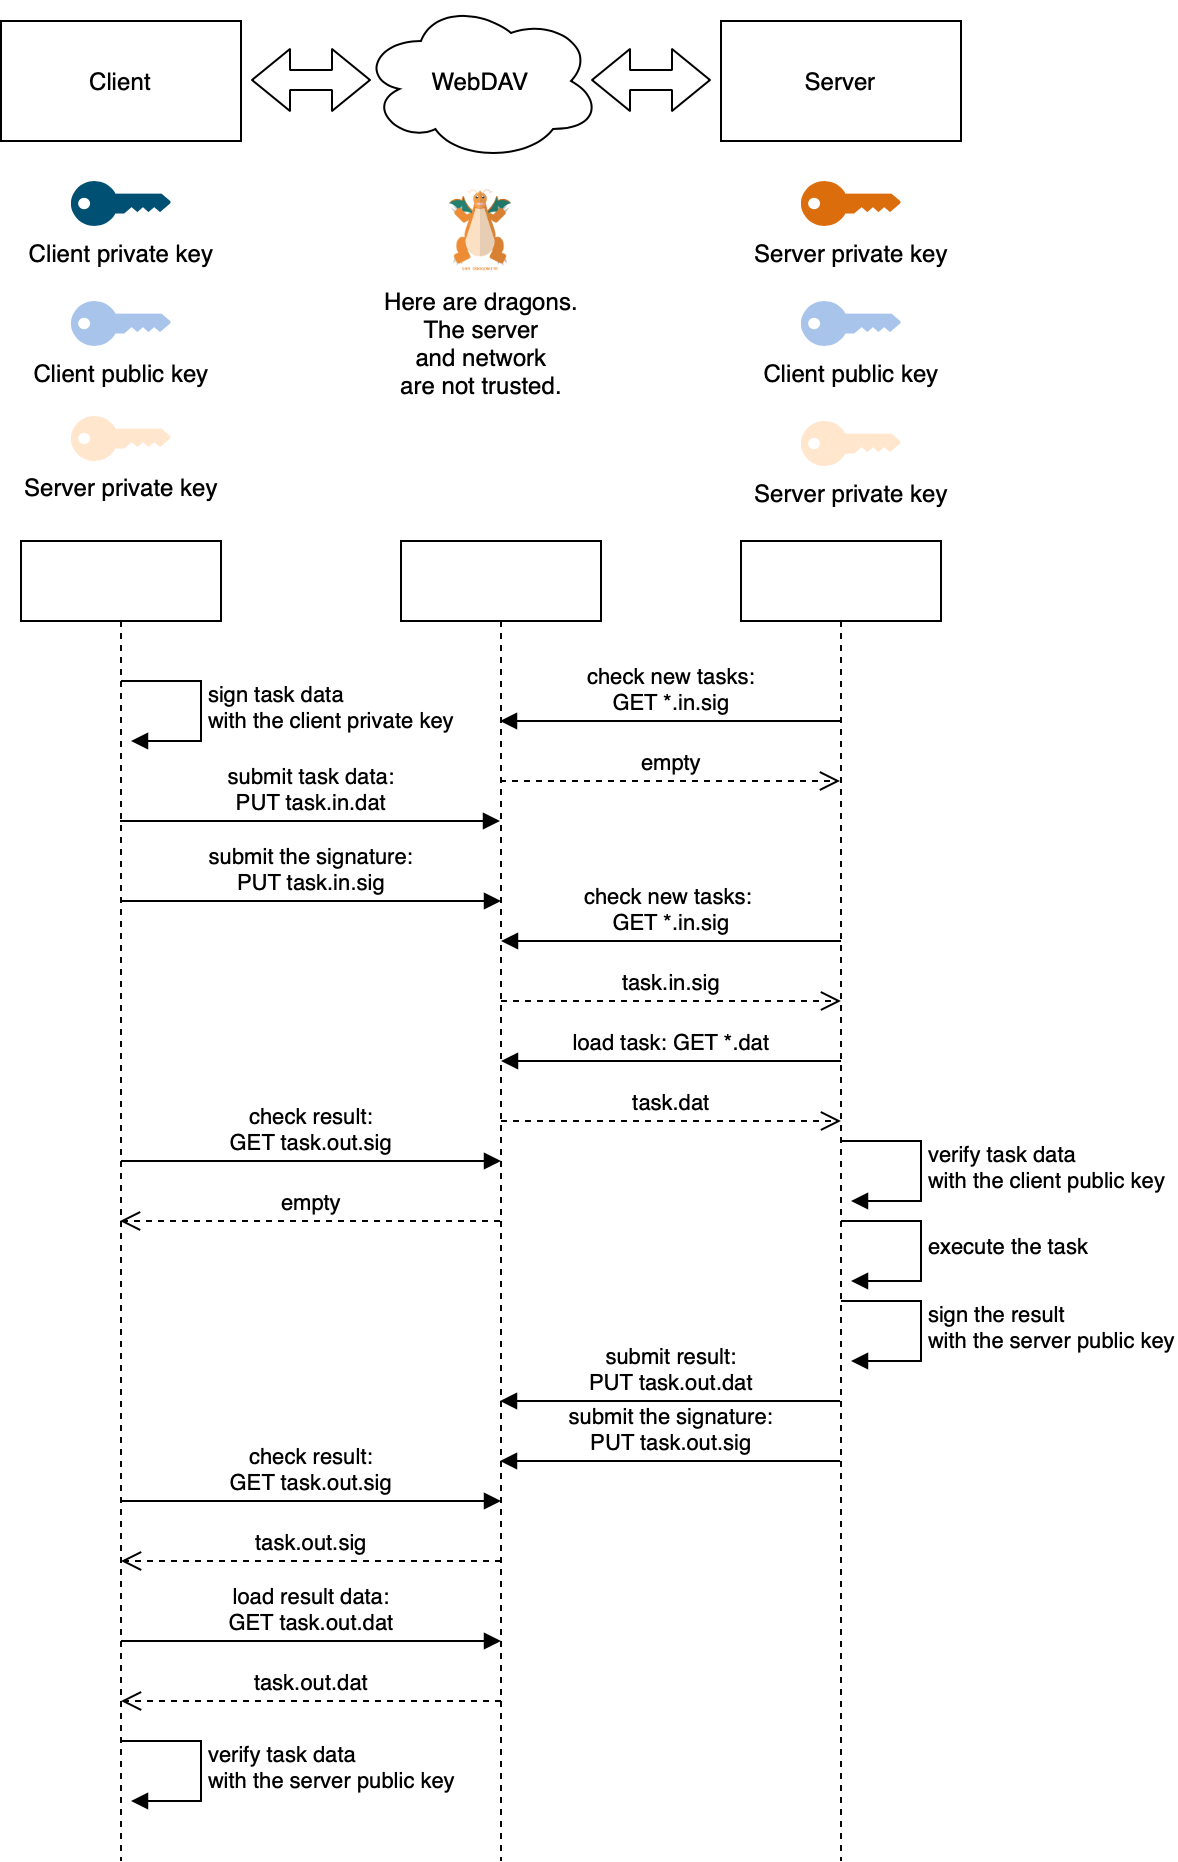 Client
WebDAV
Server
Client private key
Server private key
Here are dragons.
The server
and network
are not trusted.
Client public key
Client public key
Server private key
Server private key
sign task data
with the client private key
check new tasks:
GET *.in.sig
empty
submit task data:
PUT task.in.dat
submit the signature:
PUT task.in.sig
check new tasks:
GET *.in.sig
task.in.sig
load task: GET *.dat
task.dat
check result:
GET task.out.sig
verify task data
with the client public key
empty
execute the task
sign the result
with the server public key
submit result:
PUT task.out.dat
submit the signature:
PUT task.out.sig
check result:
GET task.out.sig
task.out.sig
load result data:
GET task.out.dat
task.out.dat
verify task data
with the server public key